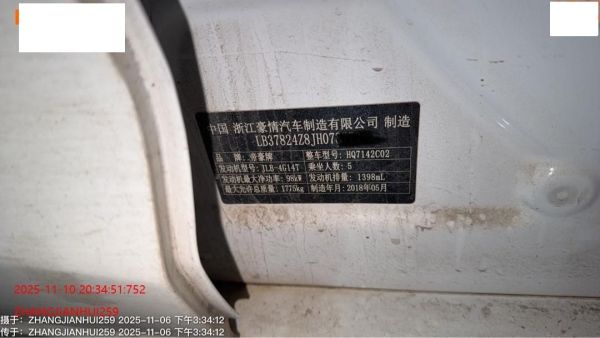 中国 浙江豪情汽车制造有限公司 制造
LB37824Z8JH07
品 牌：帝豪牌 整车型号：HQ7142C02
发动机型号：JLB-4G14T 乘坐人数：5
发动机最大净功率：98kW 发动机排量：1398mL
最大允许总质量：1775kg 制造年月：2018年05月
2025-11-10 20:34:51:752
ZHANGJIANHUI259
摄于：ZHANGJIANHUI259 2025-11-06 下午3:34:12
传于：ZHANGJIANHUI259 2025-11-06 下午3:34:12